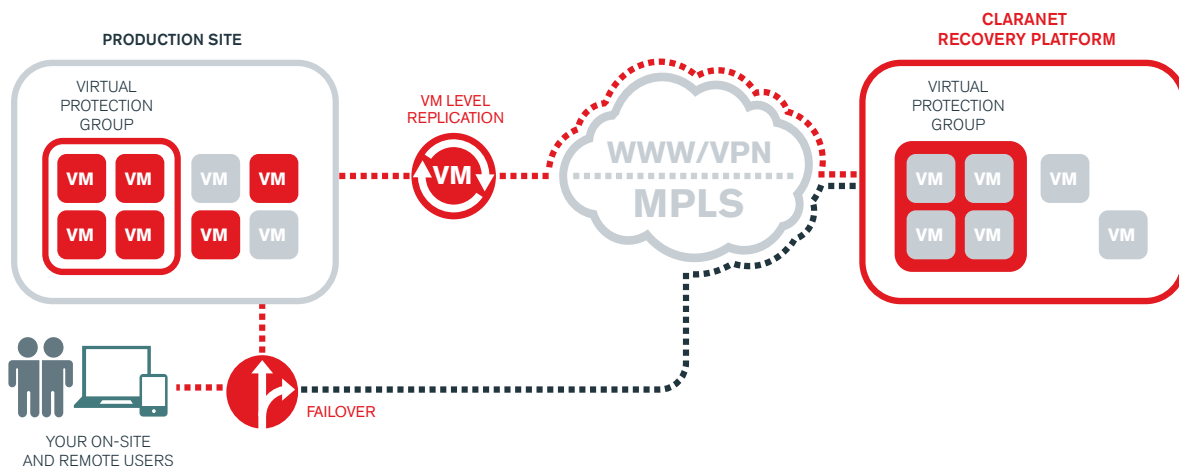 PRODUCTION SITE
VIRTUAL
PROTECTION
GROUP
VM VM VM VM
VM VM VM VM
VM LEVEL
REPLICATION
VM
WWW/VPN
MPLS
CLARANET
RECOVERY PLATFORM
VIRTUAL
PROTECTION
GROUP
VM VM VM
VM VM VM
FAILOVER
YOUR ON-SITE
AND REMOTE USERS